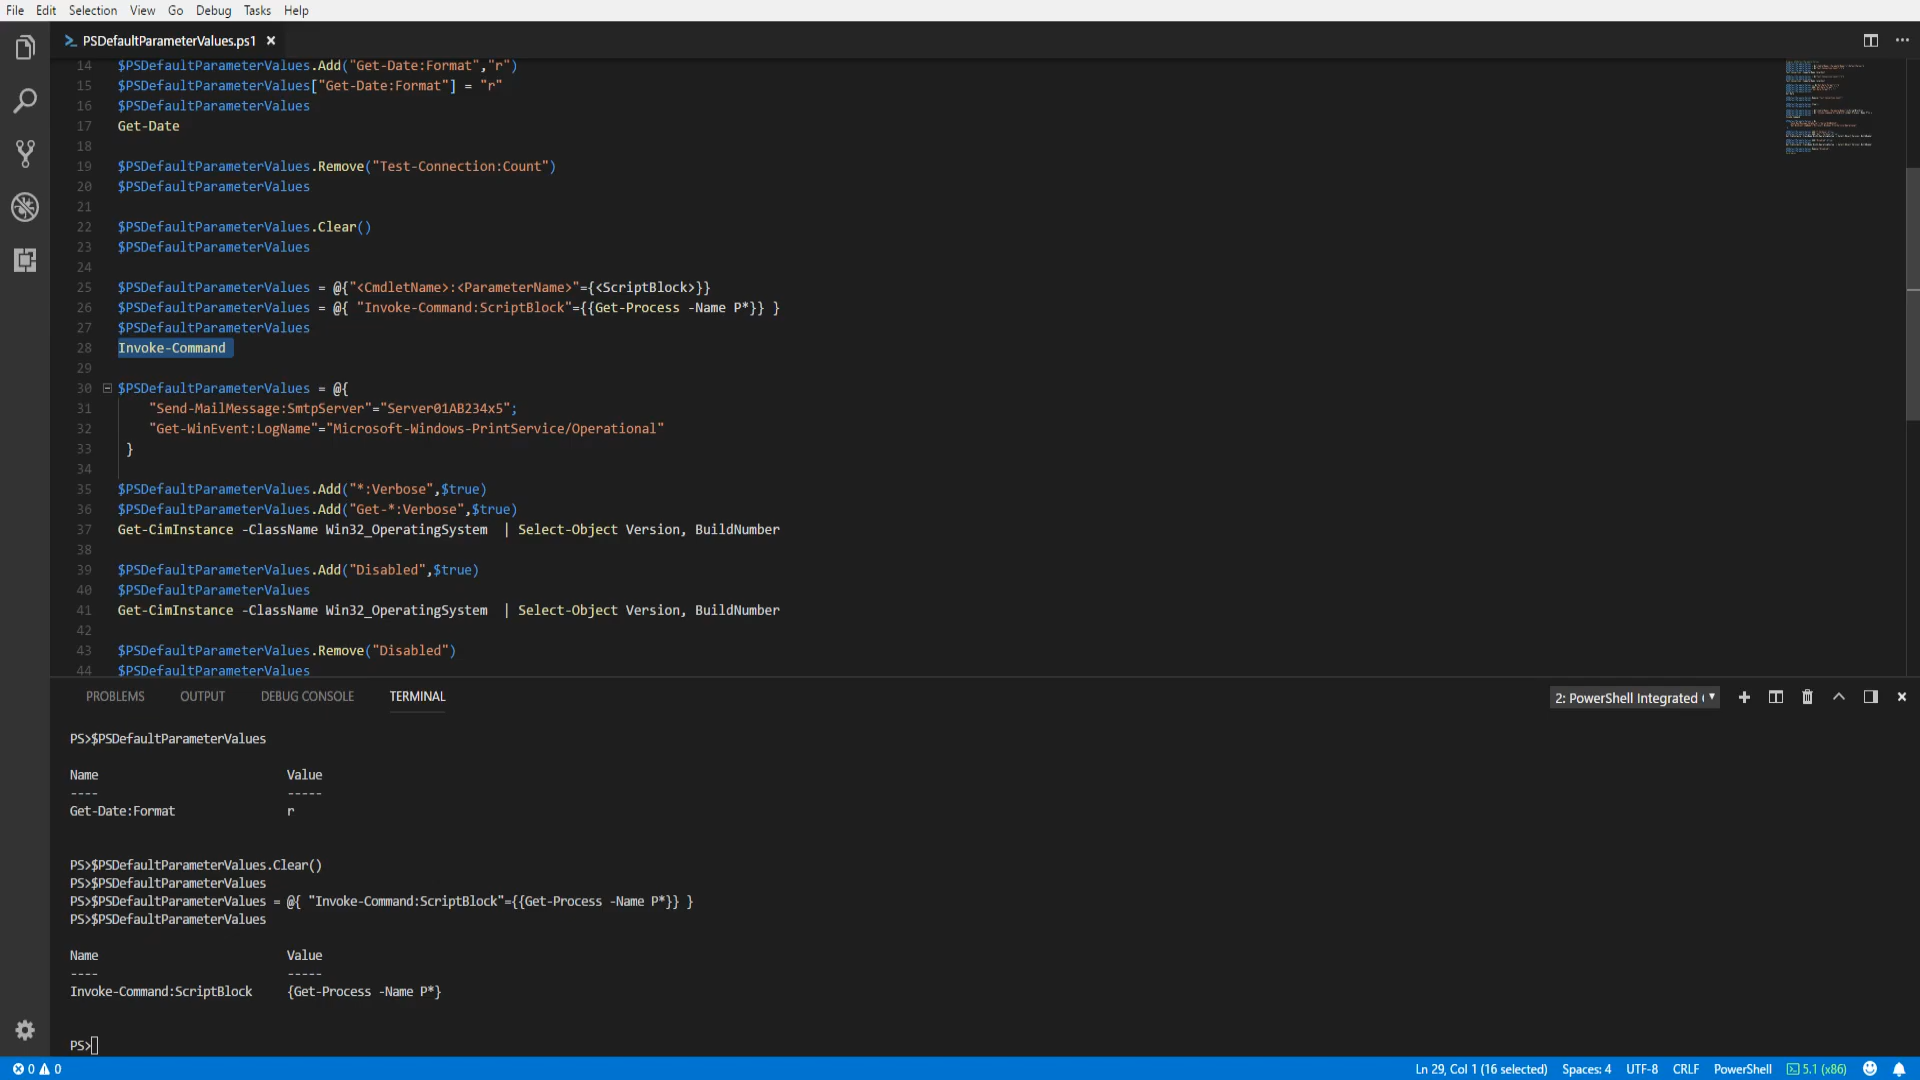 File Edit Selection View Go Debug Tasks Help
PSDefaultParameterValues.ps1
14 $PSDefaultParameterValues.Add("Get-Date:Format","r")
15 $PSDefaultParameterValues["Get-Date:Format"] = "r"
16 $PSDefaultParameterValues
17 Get-Date
18
19 $PSDefaultParameterValues.Remove("Test-Connection:Count")
20 $PSDefaultParameterValues
21
22 $PSDefaultParameterValues.Clear()
23 $PSDefaultParameterValues
24
25 $PSDefaultParameterValues = @{"<CmdletName>:<ParameterName>"={<ScriptBlock>}}
26 $PSDefaultParameterValues = @{ "Invoke-Command:ScriptBlock"={{Get-Process -Name P*}} }
27 $PSDefaultParameterValues
28 Invoke-Command
29
30 $PSDefaultParameterValues = @{
31 "Send-MailMessage:SmtpServer"="Server01AB234x5";
32 "Get-WinEvent:LogName"="Microsoft-Windows-PrintService/Operational"
33 }
34
35 $PSDefaultParameterValues.Add("*:Verbose",$true)
36 $PSDefaultParameterValues.Add("Get-*:Verbose",$true)
37 Get-CimInstance -ClassName Win32_OperatingSystem | Select-Object Version, BuildNumber
38
39 $PSDefaultParameterValues.Add("Disabled",$true)
40 $PSDefaultParameterValues
41 Get-CimInstance -ClassName Win32_OperatingSystem | Select-Object Version, BuildNumber
42
43 $PSDefaultParameterValues.Remove("Disabled")
44 $PSDefaultParameterValues
PROBLEMS OUTPUT DEBUG CONSOLE TERMINAL 2: PowerShell Integrated
PS>$PSDefaultParameterValues
Name Value
---- -----
Get-Date:Format r
PS>$PSDefaultParameterValues.Clear()
PS>$PSDefaultParameterValues
PS>$PSDefaultParameterValues = @{ "Invoke-Command:ScriptBlock"={{Get-Process -Name P*}} }
PS>$PSDefaultParameterValues
Name Value
---- -----
Invoke-Command:ScriptBlock {Get-Process -Name P*}
PS>
0 0 Ln 29, Col 1 (16 selected) Spaces: 4 UTF-8 CRLF PowerShell 5.1 (x86)